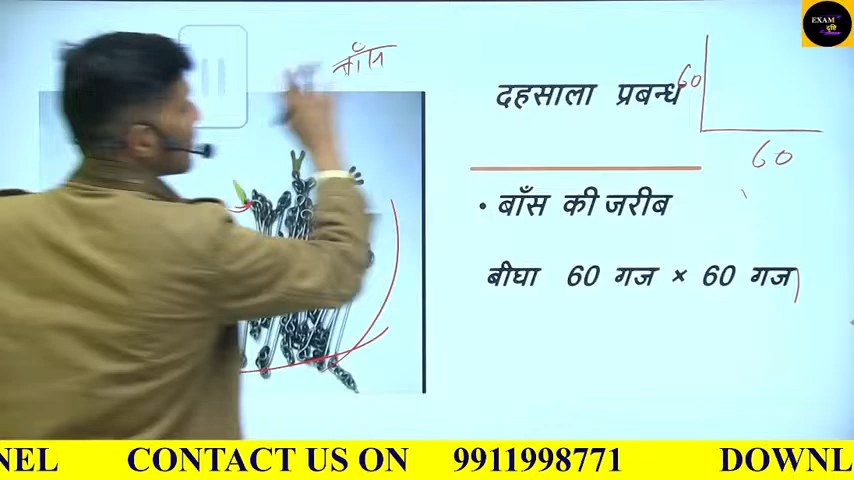 EXAM
दृष्टि
बाँस
दहसाला प्रबन्ध
60
60
• बाँस की जरीब
बीघा 60 गज × 60 गज
NEL CONTACT US ON 9911998771 DOWNL